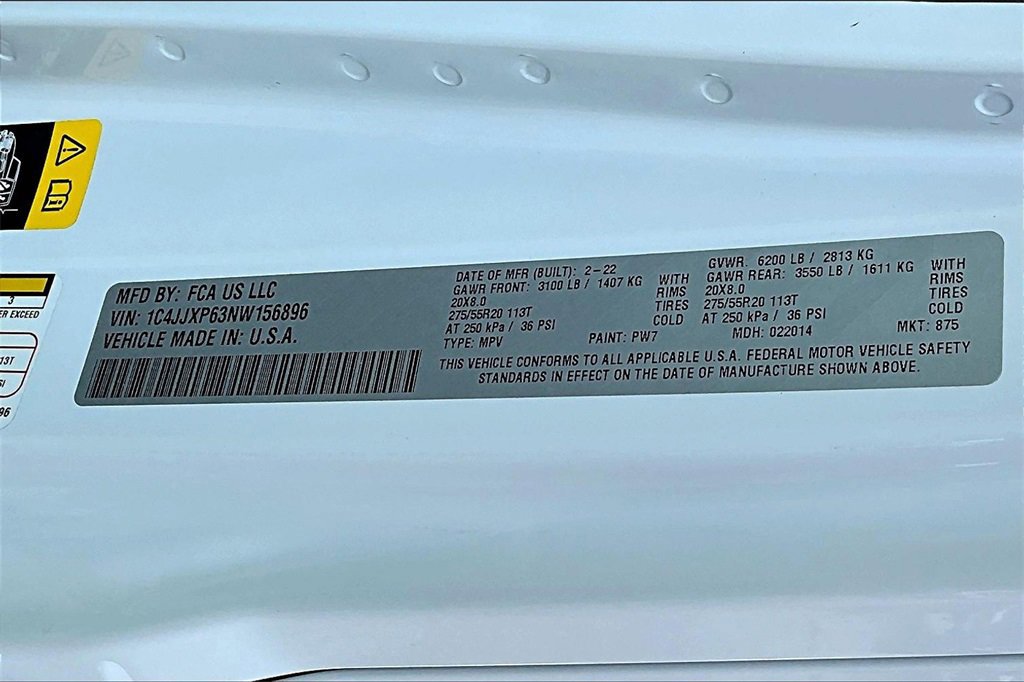 MFD BY: FCA US LLC
VIN: 1C4JJXP63NW156896
VEHICLE MADE IN: U.S.A.
DATE OF MFR (BUILT): 2-22
GAWR FRONT: 3100 LB / 1407 KG WITH
20X8.0 RIMS
275/55R20 113T TIRES
AT 250 kPa / 36 PSI COLD
TYPE: MPV PAINT: PW7
GVWR: 6200 LB / 2813 KG
GAWR REAR: 3550 LB / 1611 KG WITH
20X8.0 RIMS
275/55R20 113T TIRES
AT 250 kPa / 36 PSI COLD
MDH: 022014 MKT: 875
THIS VEHICLE CONFORMS TO ALL APPLICABLE U.S.A. FEDERAL MOTOR VEHICLE SAFETY
STANDARDS IN EFFECT ON THE DATE OF MANUFACTURE SHOWN ABOVE.
3
EXCEED